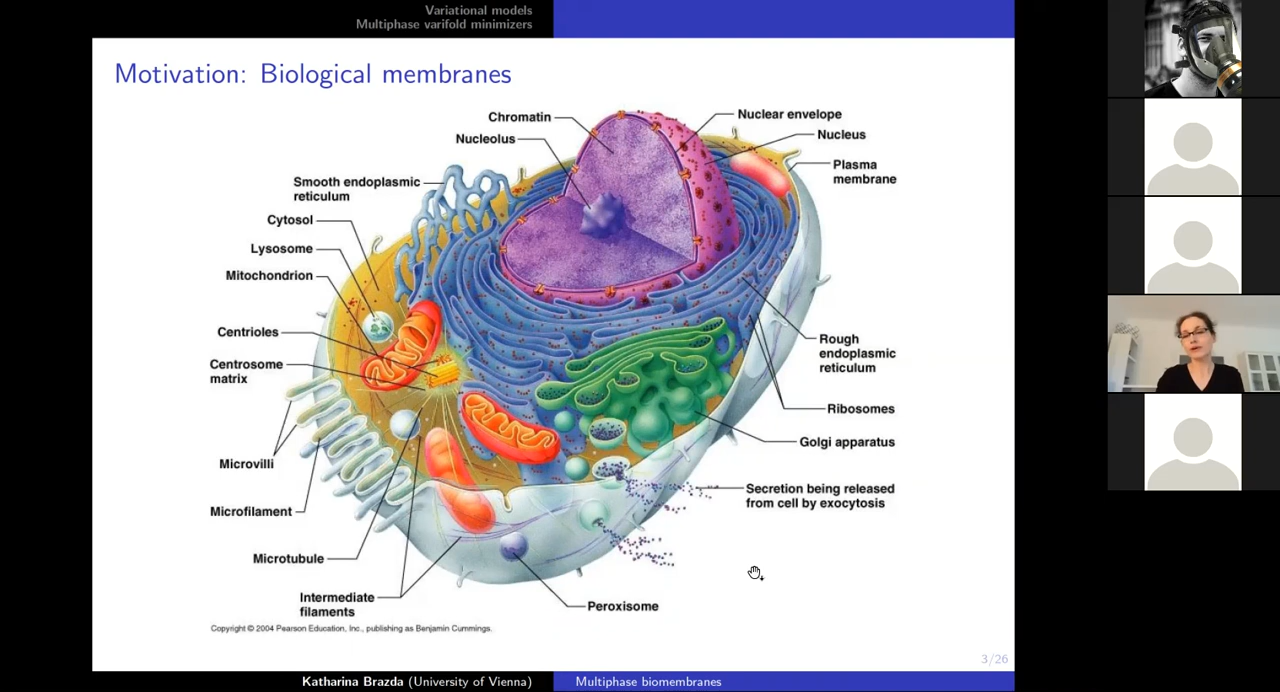 Variational models
Multiphase varifold minimizers
Motivation: Biological membranes
Chromatin
Nucleolus
Smooth endoplasmic
reticulum
Cytosol
Lysosome
Mitochondrion
Centrioles
Centrosome
matrix
Microvilli
Microfilament
Microtubule
Intermediate
filaments
Nuclear envelope
Nucleus
Plasma
membrane
Rough
endoplasmic
reticulum
Ribosomes
Golgi apparatus
Secretion being released
from cell by exocytosis
Peroxisome
Copyright © 2004 Pearson Education, Inc., publishing as Benjamin Cummings.
3/26
Katharina Brazda (University of Vienna)
Multiphase biomembranes